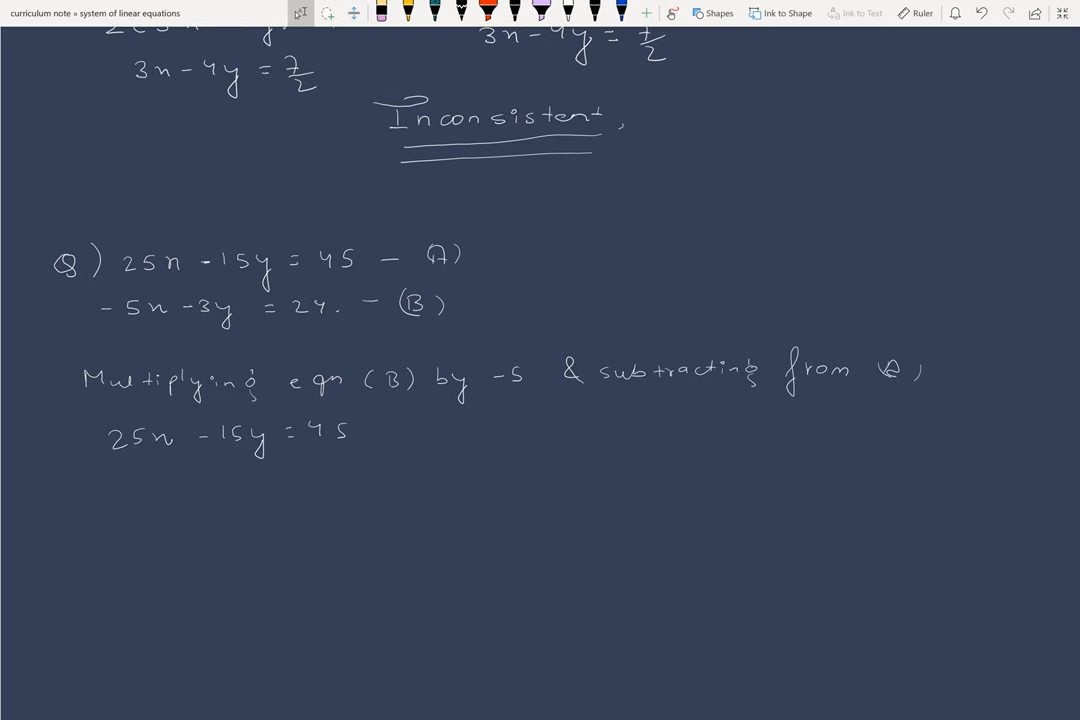 curriculum note » system of linear equations
Shapes Ink to Shape Ink to Text Ruler
3x - 4y = 7/2
3x - 4y = 7/2
Inconsistent,
Q) 25x - 15y = 45 - (A)
- 5x - 3y = 24. - (B)
Multiplying eqn (B) by -5 & subtracting from
25x - 15y = 45